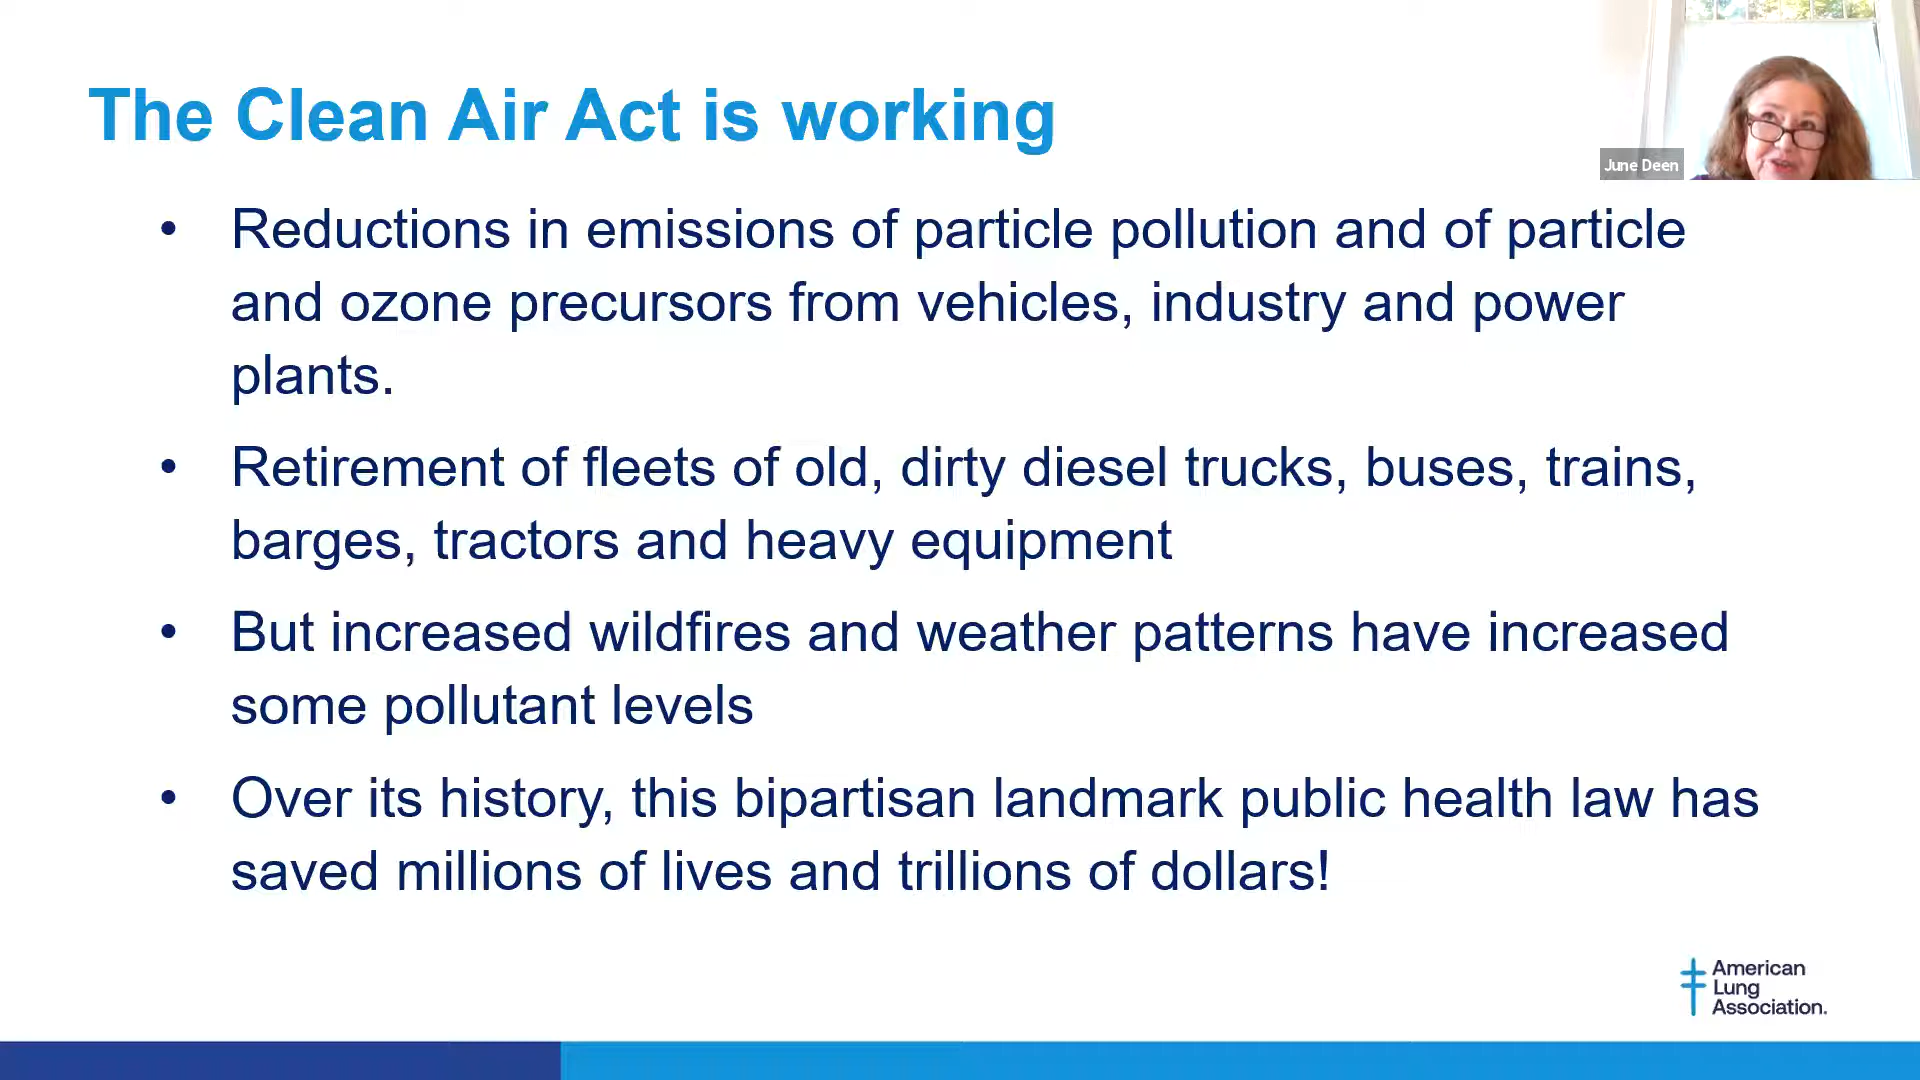 The Clean Air Act is working
June Deen
• Reductions in emissions of particle pollution and of particle
and ozone precursors from vehicles, industry and power
plants.
• Retirement of fleets of old, dirty diesel trucks, buses, trains,
barges, tractors and heavy equipment
• But increased wildfires and weather patterns have increased
some pollutant levels
• Over its history, this bipartisan landmark public health law has
saved millions of lives and trillions of dollars!
American
Lung
Association.